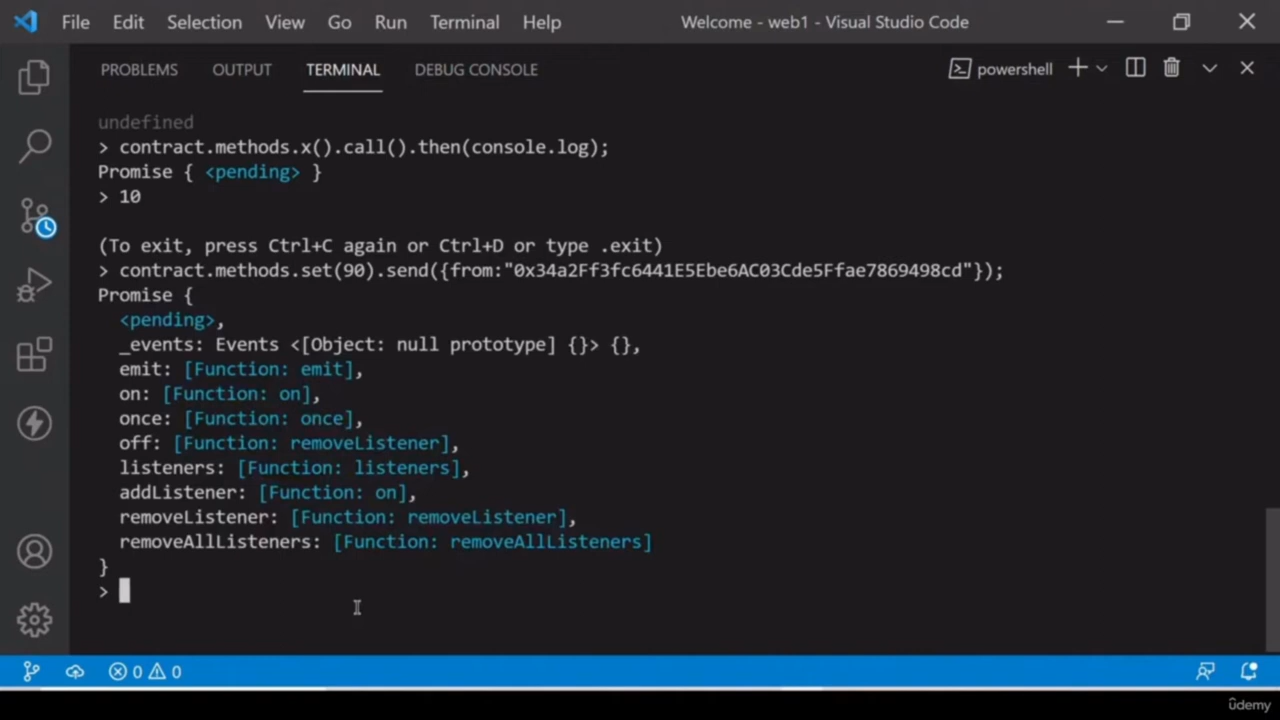 File Edit Selection View Go Run Terminal Help Welcome - web1 - Visual Studio Code
PROBLEMS OUTPUT TERMINAL DEBUG CONSOLE powershell
undefined
> contract.methods.x().call().then(console.log);
Promise { <pending> }
> 10
(To exit, press Ctrl+C again or Ctrl+D or type .exit)
> contract.methods.set(90).send({from:"0x34a2Ff3fc6441E5Ebe6AC03Cde5Ffae7869498cd"});
Promise {
<pending>,
_events: Events <[Object: null prototype] {}> {},
emit: [Function: emit],
on: [Function: on],
once: [Function: once],
off: [Function: removeListener],
listeners: [Function: listeners],
addListener: [Function: on],
removeListener: [Function: removeListener],
removeAllListeners: [Function: removeAllListeners]
}
>
0 0
ûdemy